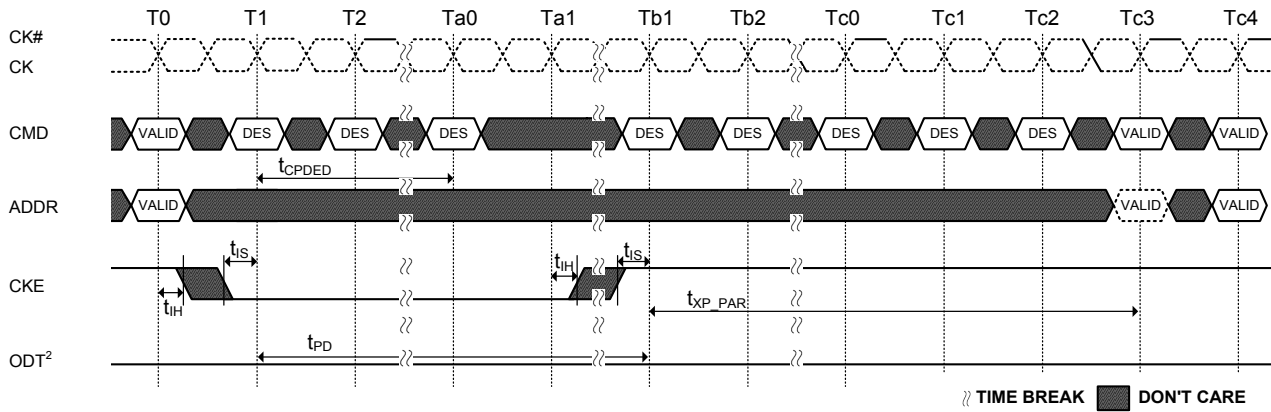 T0 T1 T2 Ta0 Ta1 Tb1 Tb2 Tc0 Tc1 Tc2 Tc3 Tc4
CK#
CK
CMD VALID DES DES DES DES DES DES DES DES VALID VALID
tCPDED
ADDR VALID VALID VALID
tIS tIH tIS
CKE
tIH tXP_PAR
tPD
ODT²
TIME BREAK DON'T CARE